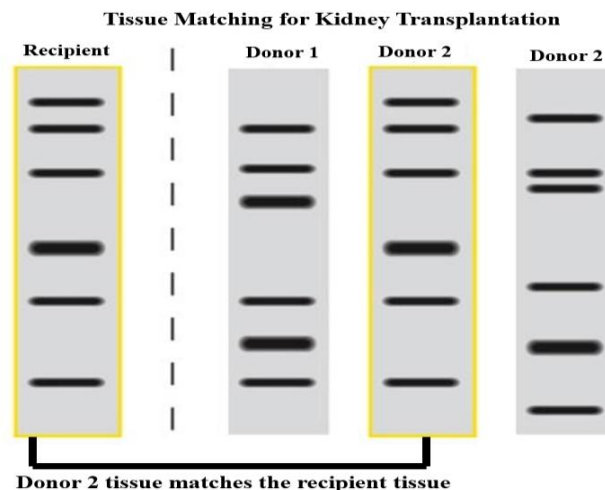 Tissue Matching for Kidney Transplantation
Recipient
Donor 1
Donor 2
Donor 2
Donor 2 tissue matches the recipient tissue